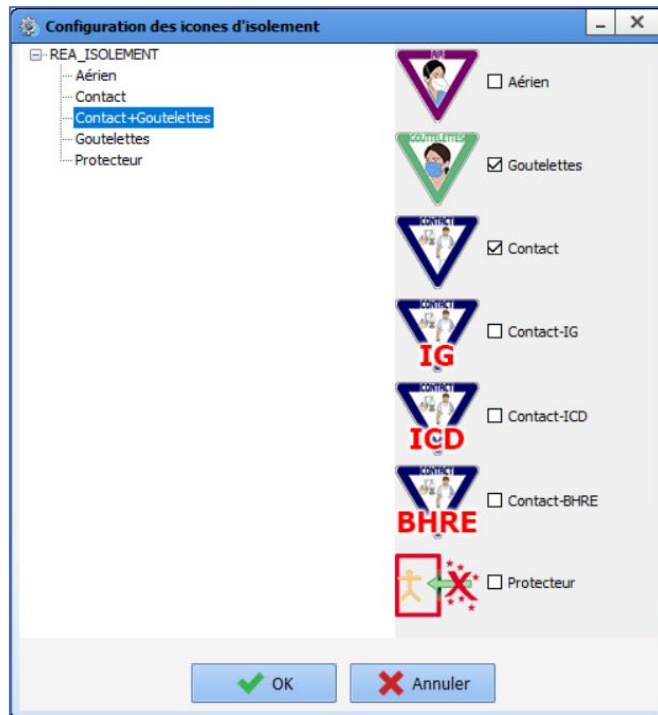 Configuration des icones d'isolement
REA_ISOLEMENT
Aérien
Contact
Contact+Goutelettes
Goutelettes
Protecteur
Aérien
GOUTTELETTES
Goutelettes
CONTACT
Contact
CONTACT
IG
Contact-IG
CONTACT
ICD
Contact-ICD
CONTACT
BHRE
Contact-BHRE
Protecteur
OK
Annuler